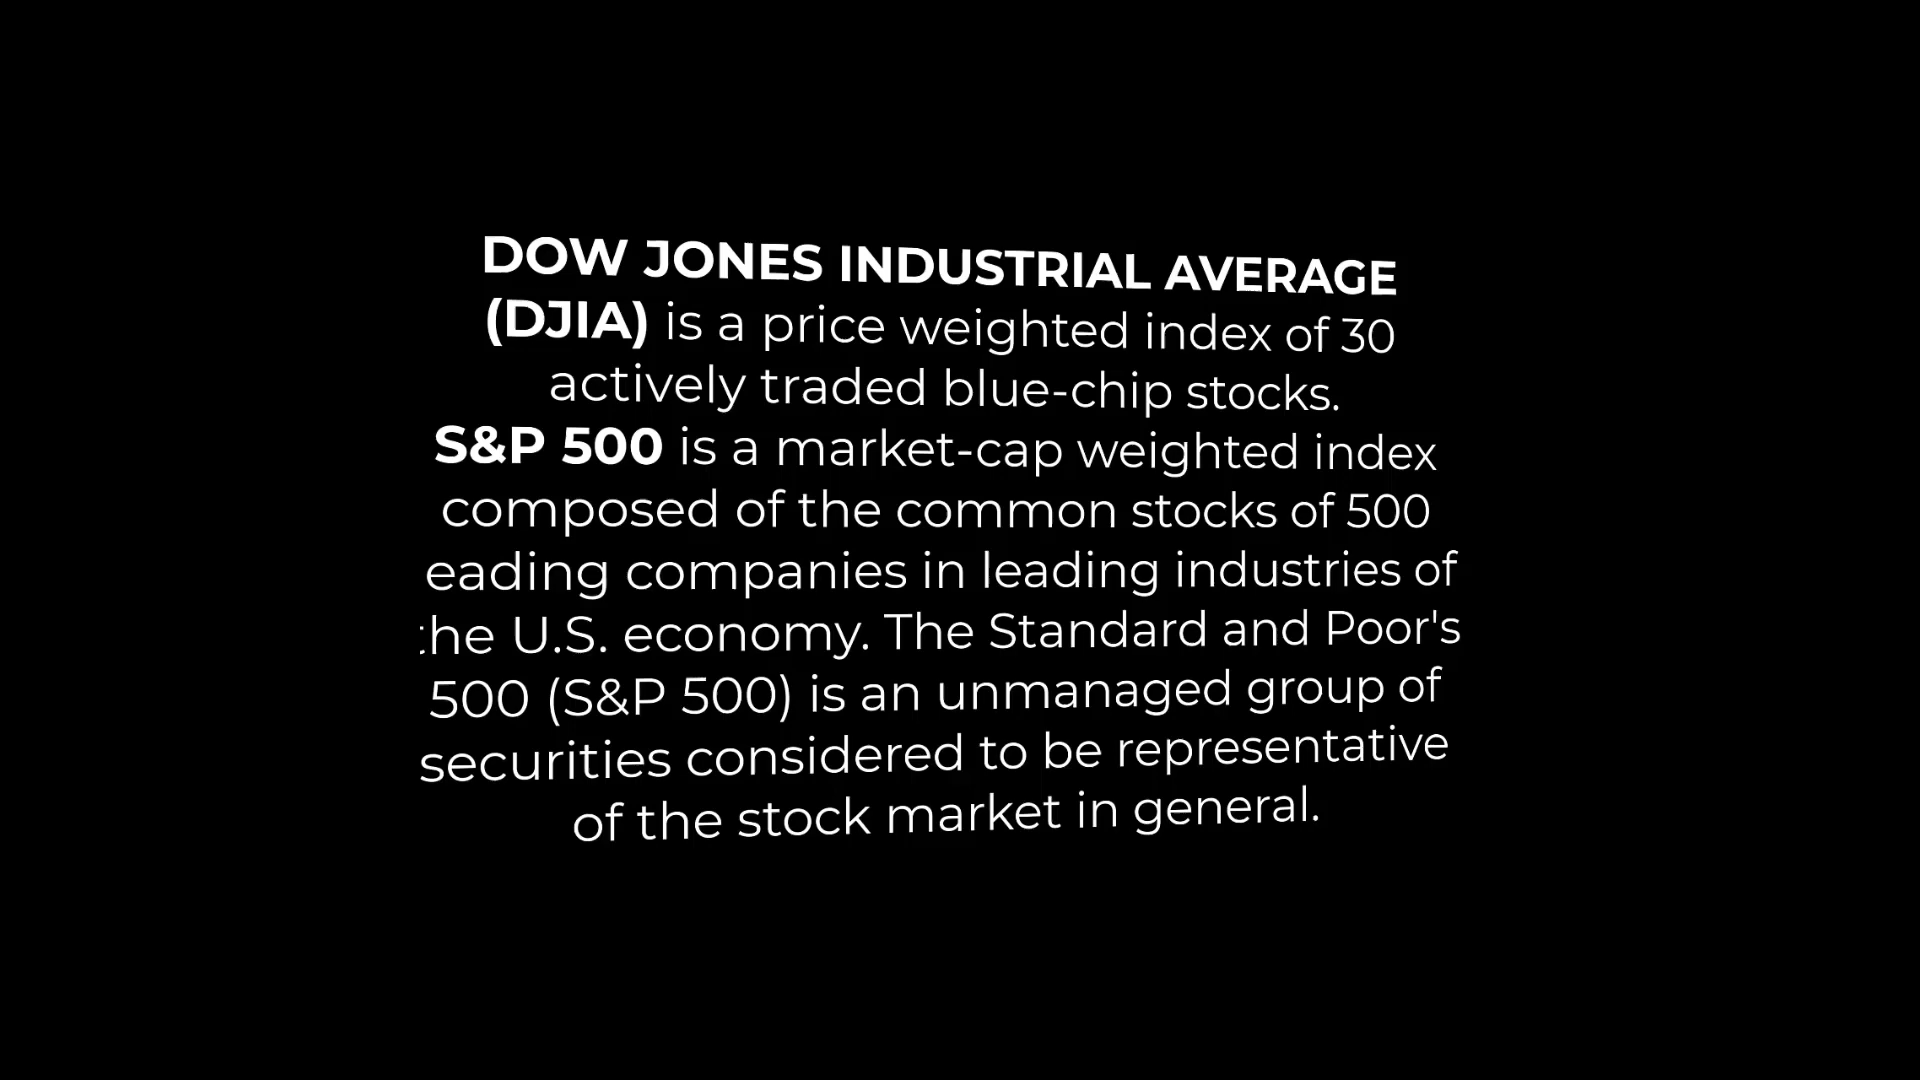 DOW JONES INDUSTRIAL AVERAGE
(DJIA) is a price weighted index of 30
actively traded blue-chip stocks.
S&P 500 is a market-cap weighted index
composed of the common stocks of 500
eading companies in leading industries of
he U.S. economy. The Standard and Poor's
500 (S&P 500) is an unmanaged group of
securities considered to be representative
of the stock market in general.